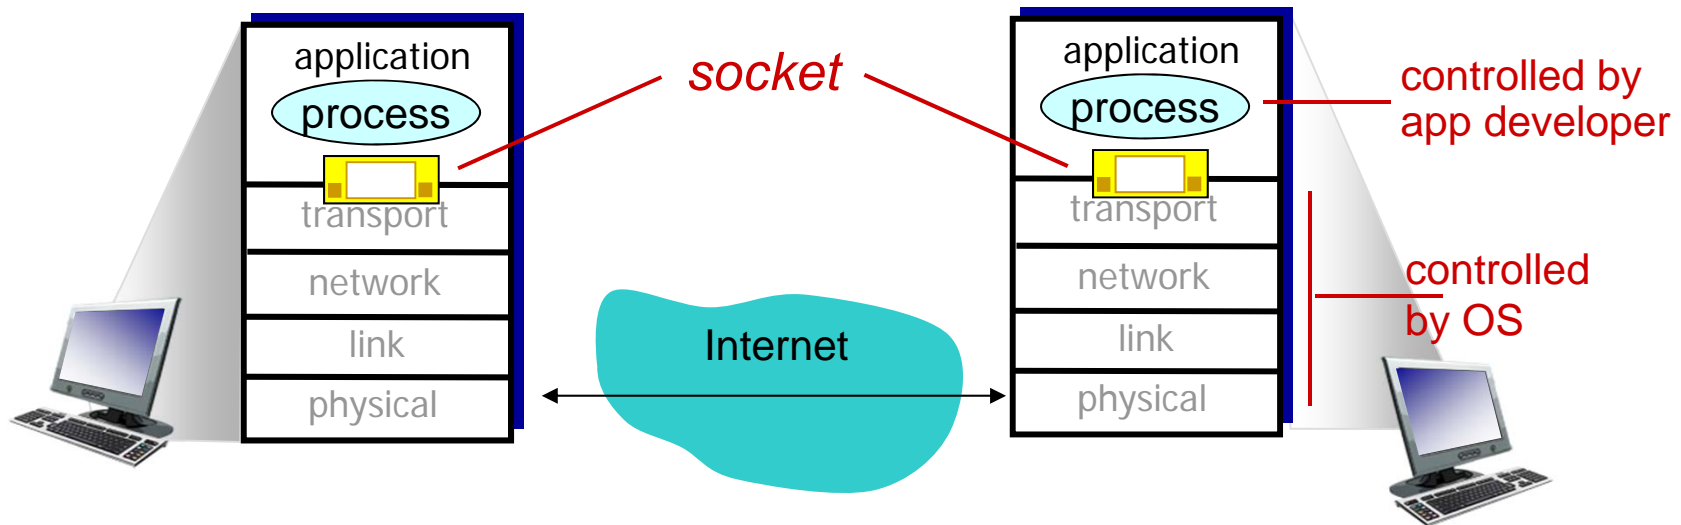 application
process
transport
network
link
physical
socket
Internet
application
process
transport
network
link
physical
controlled by
app developer
controlled
by OS